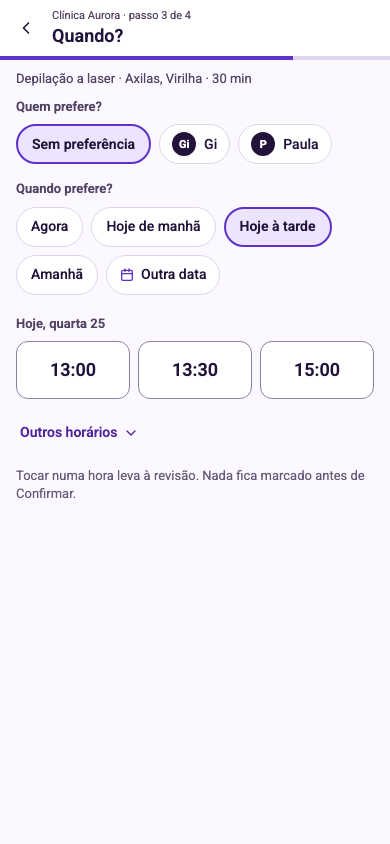 Clínica Aurora · passo 3 de 4
Quando?
Depilação a laser · Axilas, Virilha · 30 min
Quem prefere?
Sem preferência
Gi Gi
P Paula
Quando prefere?
Agora
Hoje de manhã
Hoje à tarde
Amanhã
Outra data
Hoje, quarta 25
13:00
13:30
15:00
Outros horários
Tocar numa hora leva à revisão. Nada fica marcado antes de
Confirmar.